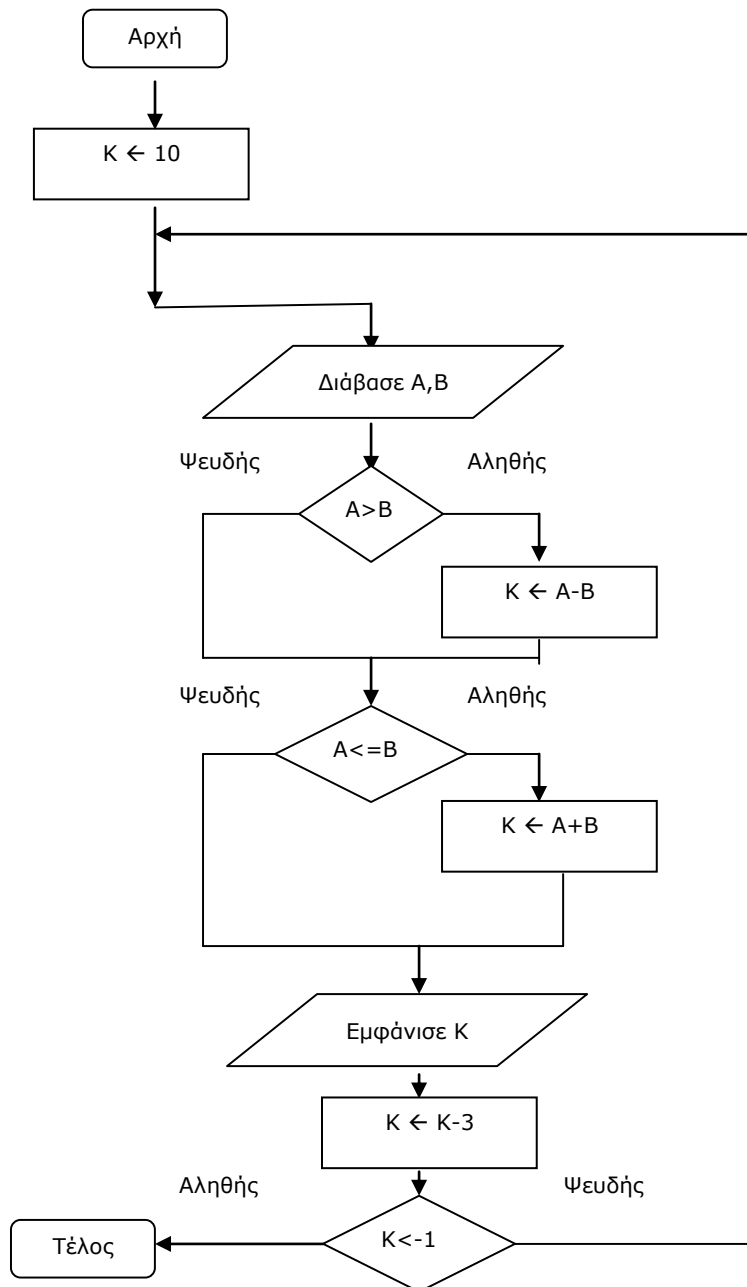 Αρχή
Κ ← 10
Διάβασε Α,Β
Ψευδής Αληθής
Α>Β
Κ ← Α-Β
Ψευδής Αληθής
Α<=Β
Κ ← Α+Β
Εμφάνισε Κ
Κ ← Κ-3
Αληθής Ψευδής
Τέλος Κ<-1